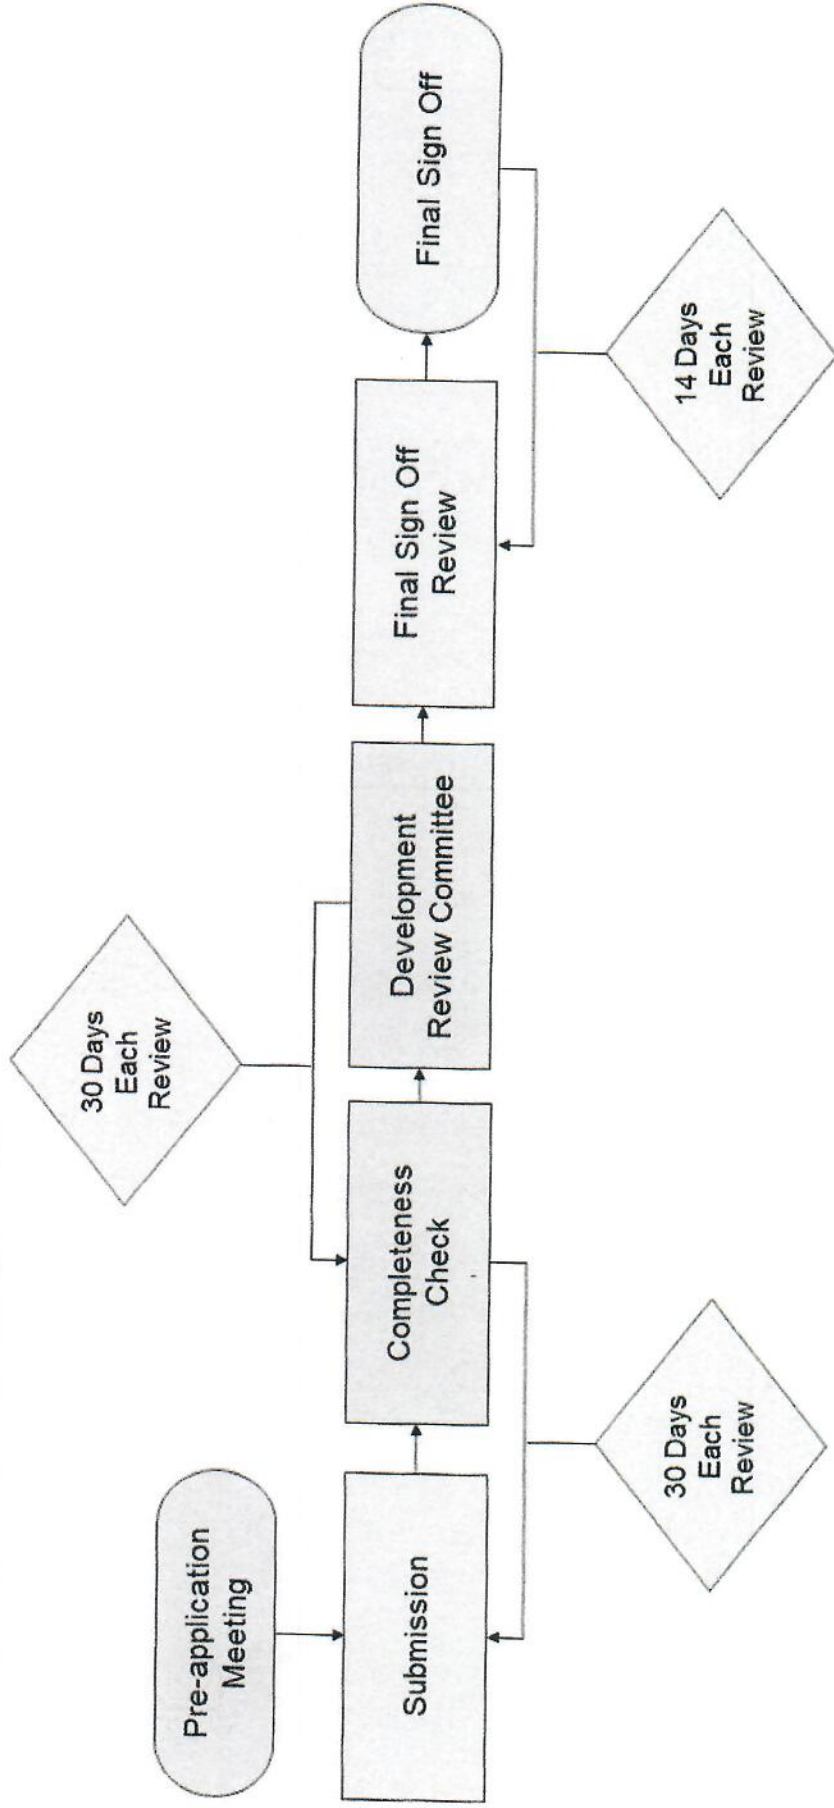 Pre-application
Meeting
Submission
30 Days
Each
Review
Completeness
Check
30 Days
Each
Review
Development
Review Committee
Final Sign Off
Review
14 Days
Each
Review
Final Sign Off